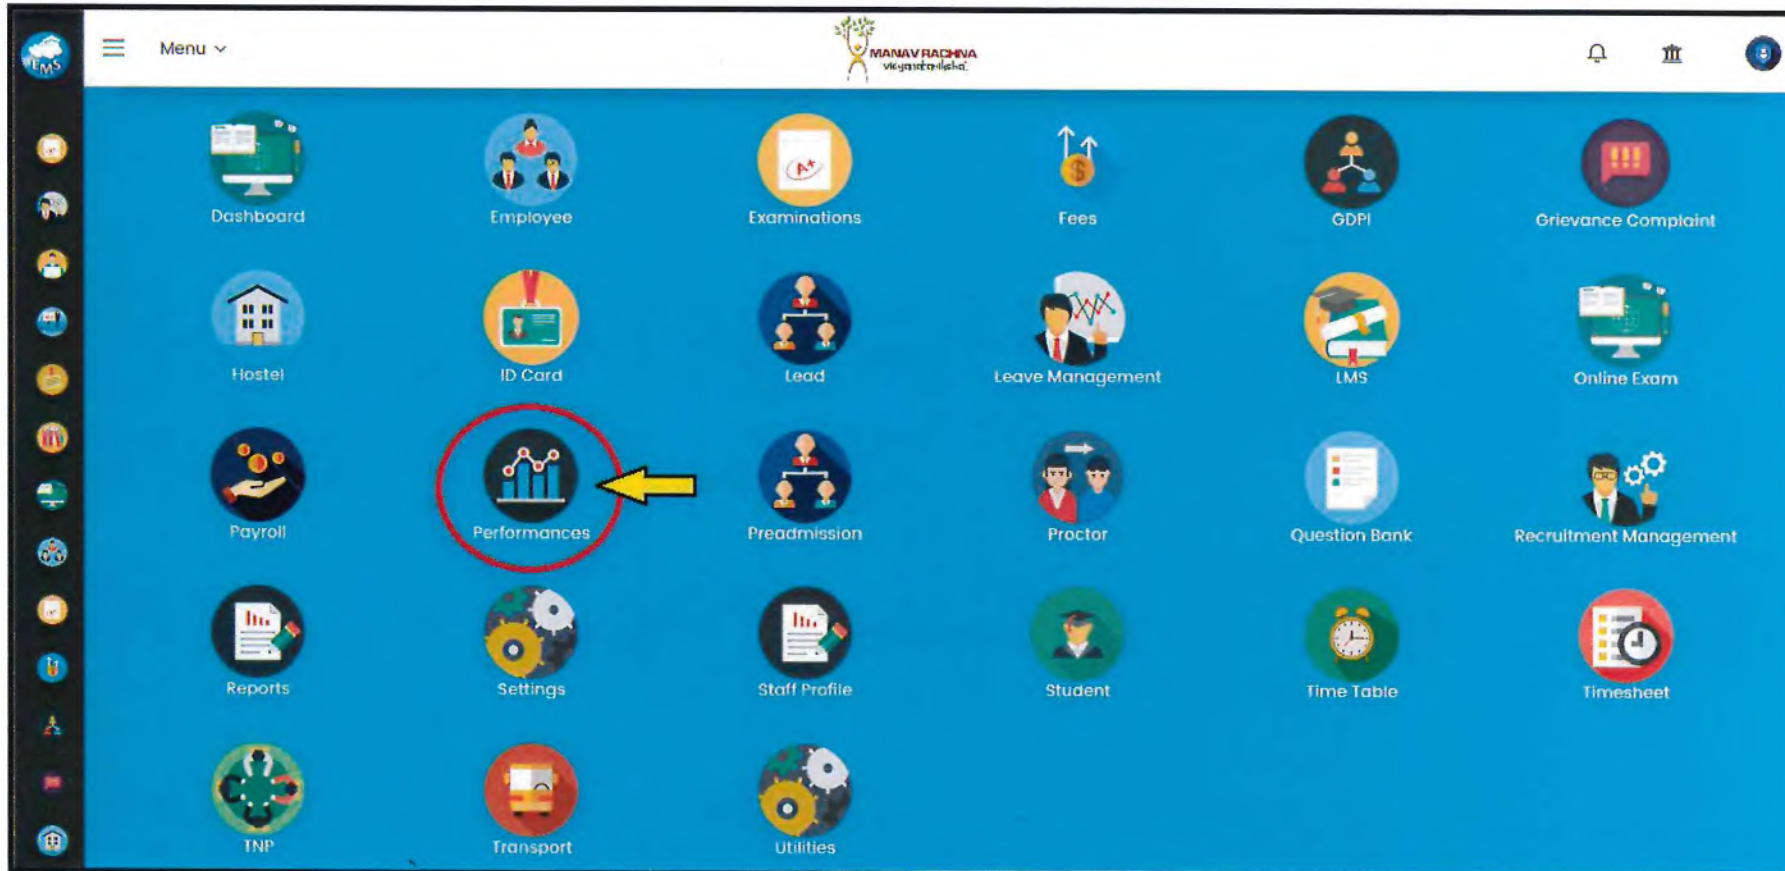 EMS
Menu
MANAV RACHNA
Dashboard
Employee
Examinations
Fees
GDPI
Grievance Complaint
Hostel
ID Card
Lead
Leave Management
LMS
Online Exam
Payroll
Performances
Preadmission
Proctor
Question Bank
Recruitment Management
Reports
Settings
Staff Profile
Student
Time Table
Timesheet
TNP
Transport
Utilities